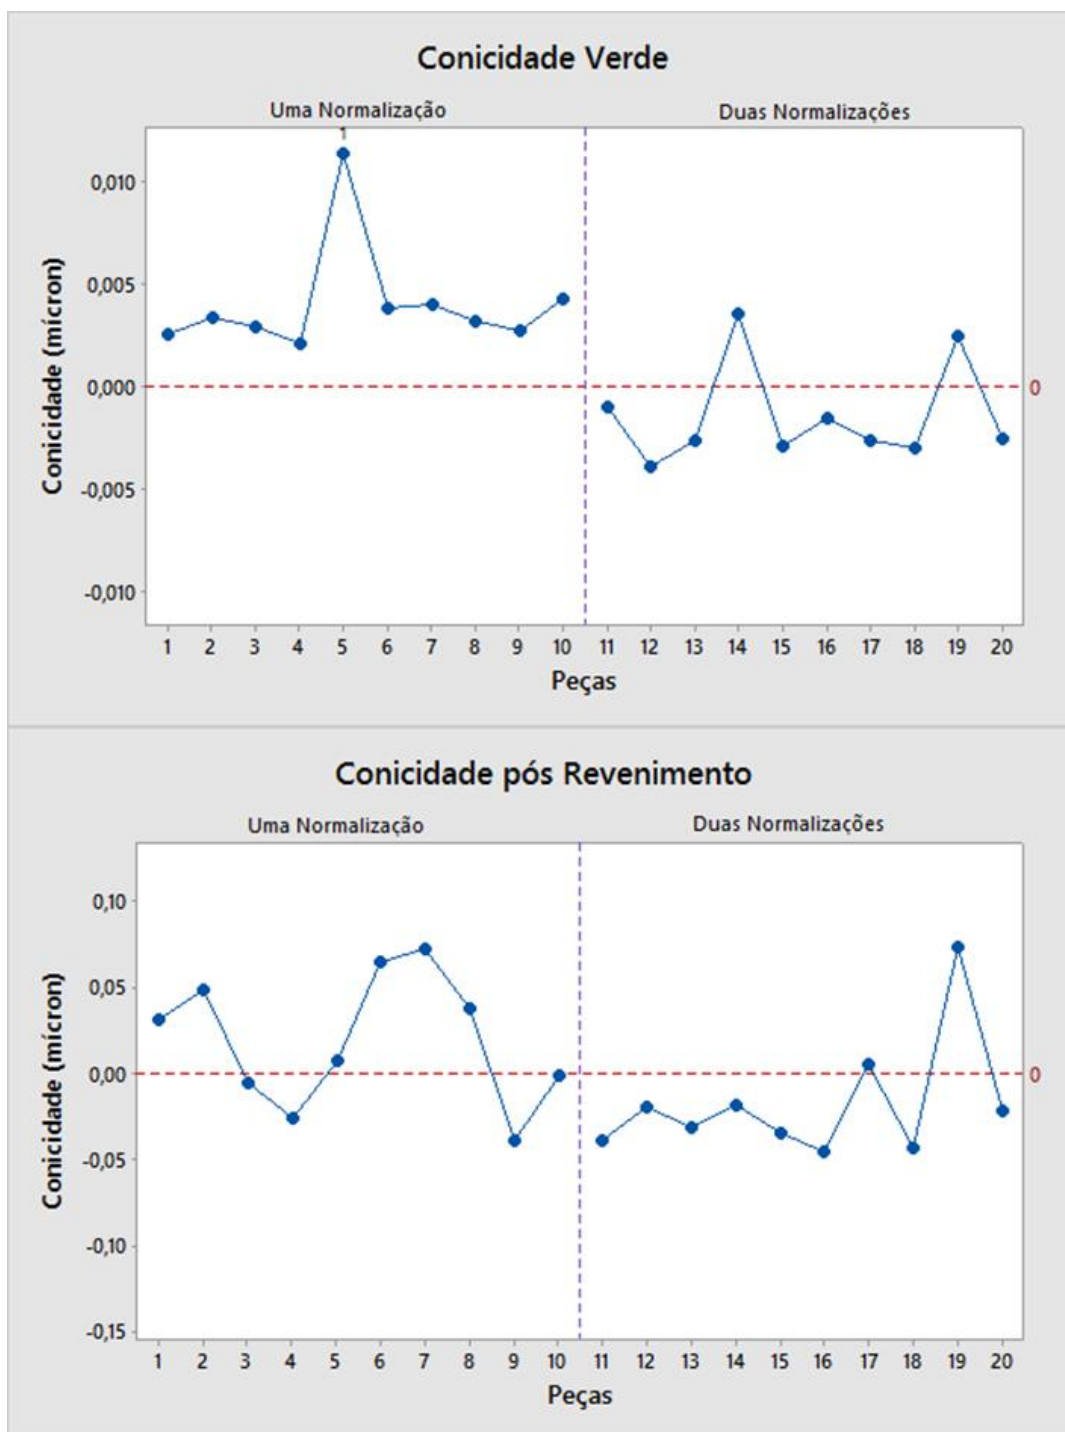 Conicidade Verde
Uma Normalização Duas Normalizações
1
0,010
0,005
0,000
-0,005
-0,010
0
Conicidade (mícron)
1 2 3 4 5 6 7 8 9 10 11 12 13 14 15 16 17 18 19 20
Peças
Conicidade pós Revenimento
Uma Normalização Duas Normalizações
0,10
0,05
0,00
-0,05
-0,10
-0,15
0
Conicidade (mícron)
1 2 3 4 5 6 7 8 9 10 11 12 13 14 15 16 17 18 19 20
Peças